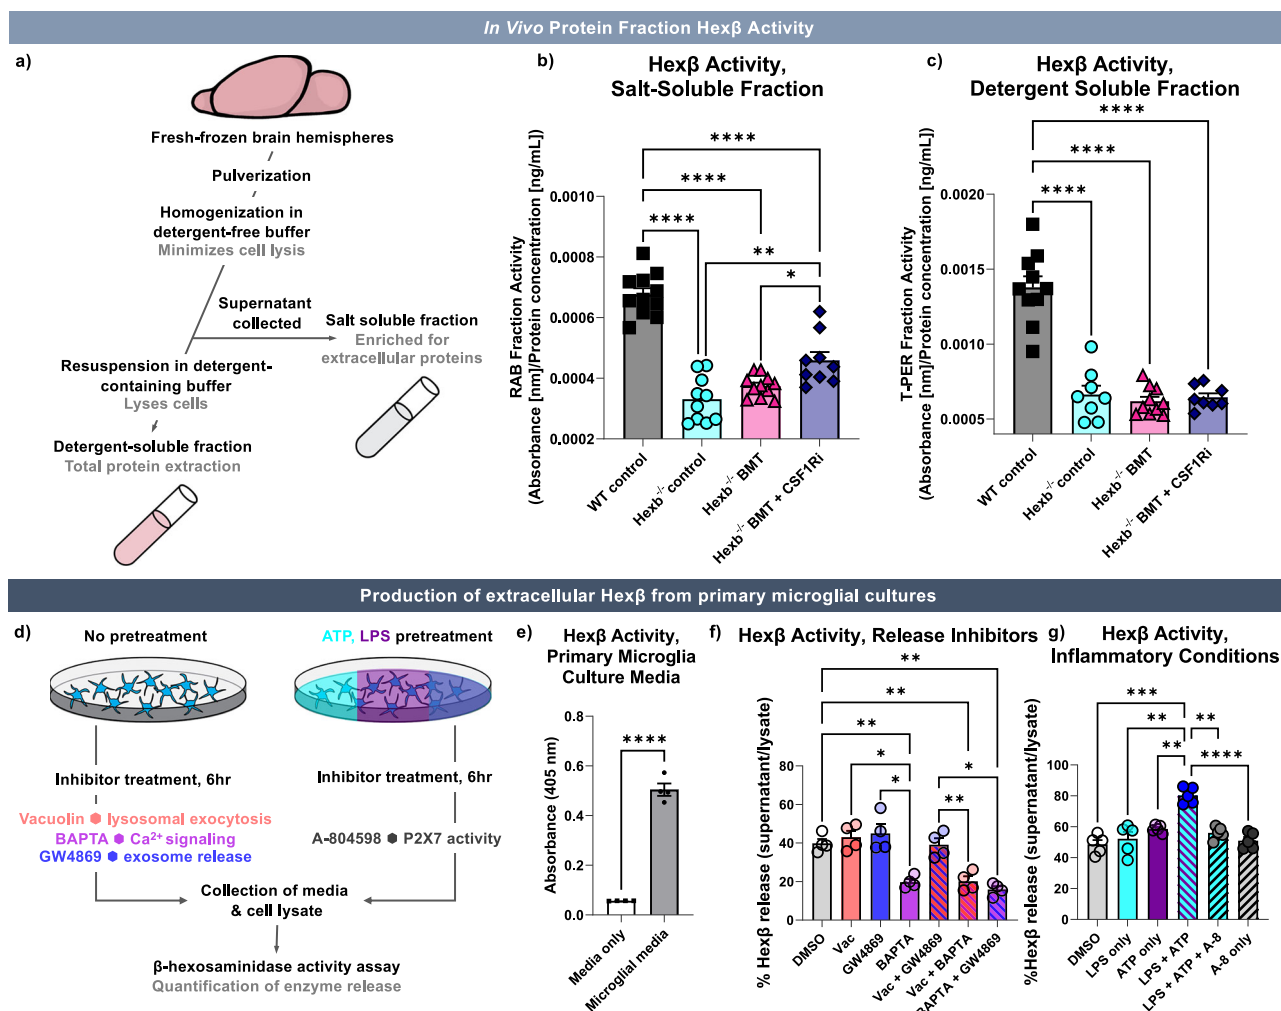 In Vivo Protein Fraction Hexβ Activity
a)
Fresh-frozen brain hemispheres
Pulverization
Homogenization in
detergent-free buffer
Minimizes cell lysis
Supernatant
collected
Salt soluble fraction
Enriched for
extracellular proteins
Resuspension in detergent-
containing buffer
Lyses cells
Detergent-soluble fraction
Total protein extraction
b)
Hexβ Activity,
Salt-Soluble Fraction
RAB Fraction Activity
(Absorbance [nm]/Protein concentration [ng/mL])
0.0010
0.0008
0.0006
0.0004
0.0002
****
****
****
**
*
WT control
Hexb-/- control
Hexb-/- BMT
Hexb-/- BMT + CSF1Ri
c)
Hexβ Activity,
Detergent Soluble Fraction
T-PER Fraction Activity
(Absorbance [nm]/Protein concentration [ng/mL])
0.0020
0.0015
0.0010
0.0005
****
****
****
WT control
Hexb-/- control
Hexb-/- BMT
Hexb-/- BMT + CSF1Ri
Production of extracellular Hexβ from primary microglial cultures
d)
No pretreatment
ATP, LPS pretreatment
Inhibitor treatment, 6hr
Inhibitor treatment, 6hr
Vacuolin lysosomal exocytosis
BAPTA Ca2+ signaling
GW4869 exosome release
A-804598 P2X7 activity
Collection of media
& cell lysate
β-hexosaminidase activity assay
Quantification of enzyme release
e)
Hexβ Activity,
Primary Microglia
Culture Media
Absorbance (405 nm)
0.8
0.6
0.4
0.2
0.0
****
Media only
Microglial media
f)
Hexβ Activity, Release Inhibitors
% Hexβ release (supernatant/lysate)
80
60
40
20
0
**
**
**
*
*
*
**
DMSO
Vac
GW4869
BAPTA
Vac + GW4869
Vac + BAPTA
BAPTA + GW4869
g)
Hexβ Activity,
Inflammatory Conditions
%Hexβ release (supernatant/lysate)
100
80
60
40
20
0
***
**
**
**
****
DMSO
LPS only
ATP only
LPS + ATP
LPS + ATP + A-8
A-8 only